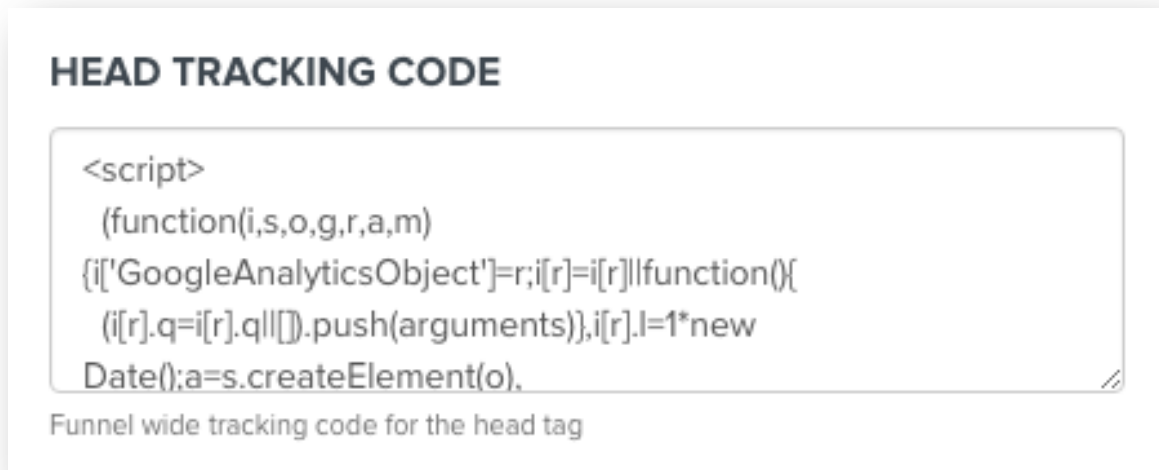 HEAD TRACKING CODE
<script>
(function(i,s,o,g,r,a,m)
{i['GoogleAnalyticsObject']=r;i[r]=i[r]||function(){
(i[r].q=i[r].q||[]).push(arguments)},i[r].l=1*new
Date();a=s.createElement(o),
Funnel wide tracking code for the head tag